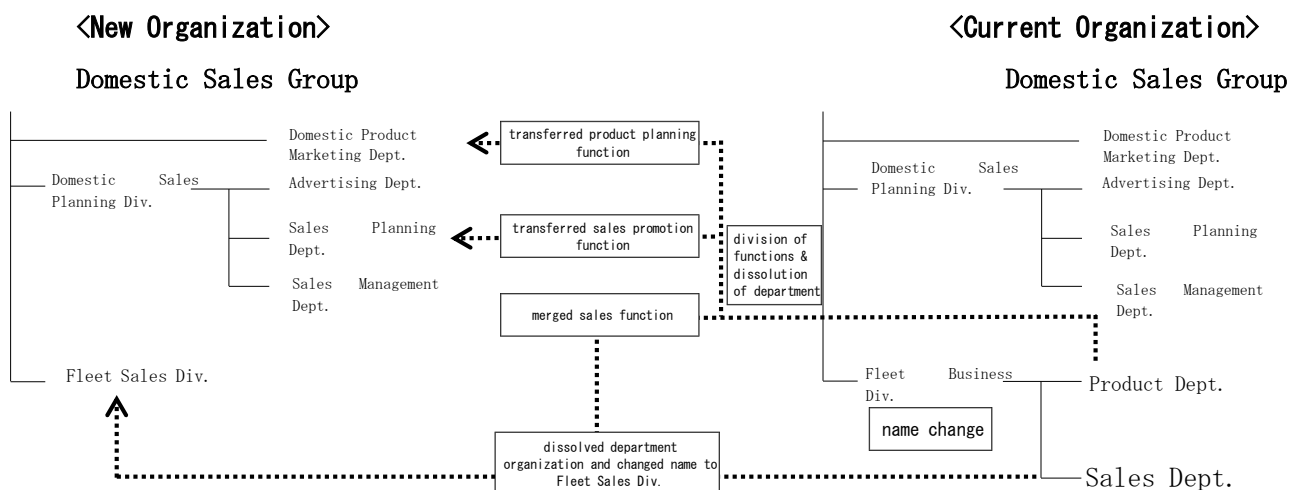 <New Organization>
Domestic Sales Group
Domestic Product
Marketing Dept.
Domestic Sales
Planning Div.
Advertising Dept.
Sales Planning
Dept.
Sales Management
Dept.
Fleet Sales Div.
transferred product planning
function
transferred sales promotion
function
merged sales function
dissolved department
organization and changed name to
Fleet Sales Div.
division of
functions &
dissolution
of department
<Current Organization>
Domestic Sales Group
Domestic Product
Marketing Dept.
Domestic Sales
Planning Div.
Advertising Dept.
Sales Planning
Dept.
Sales Management
Dept.
Fleet Business
Div.
name change
Product Dept.
Sales Dept.